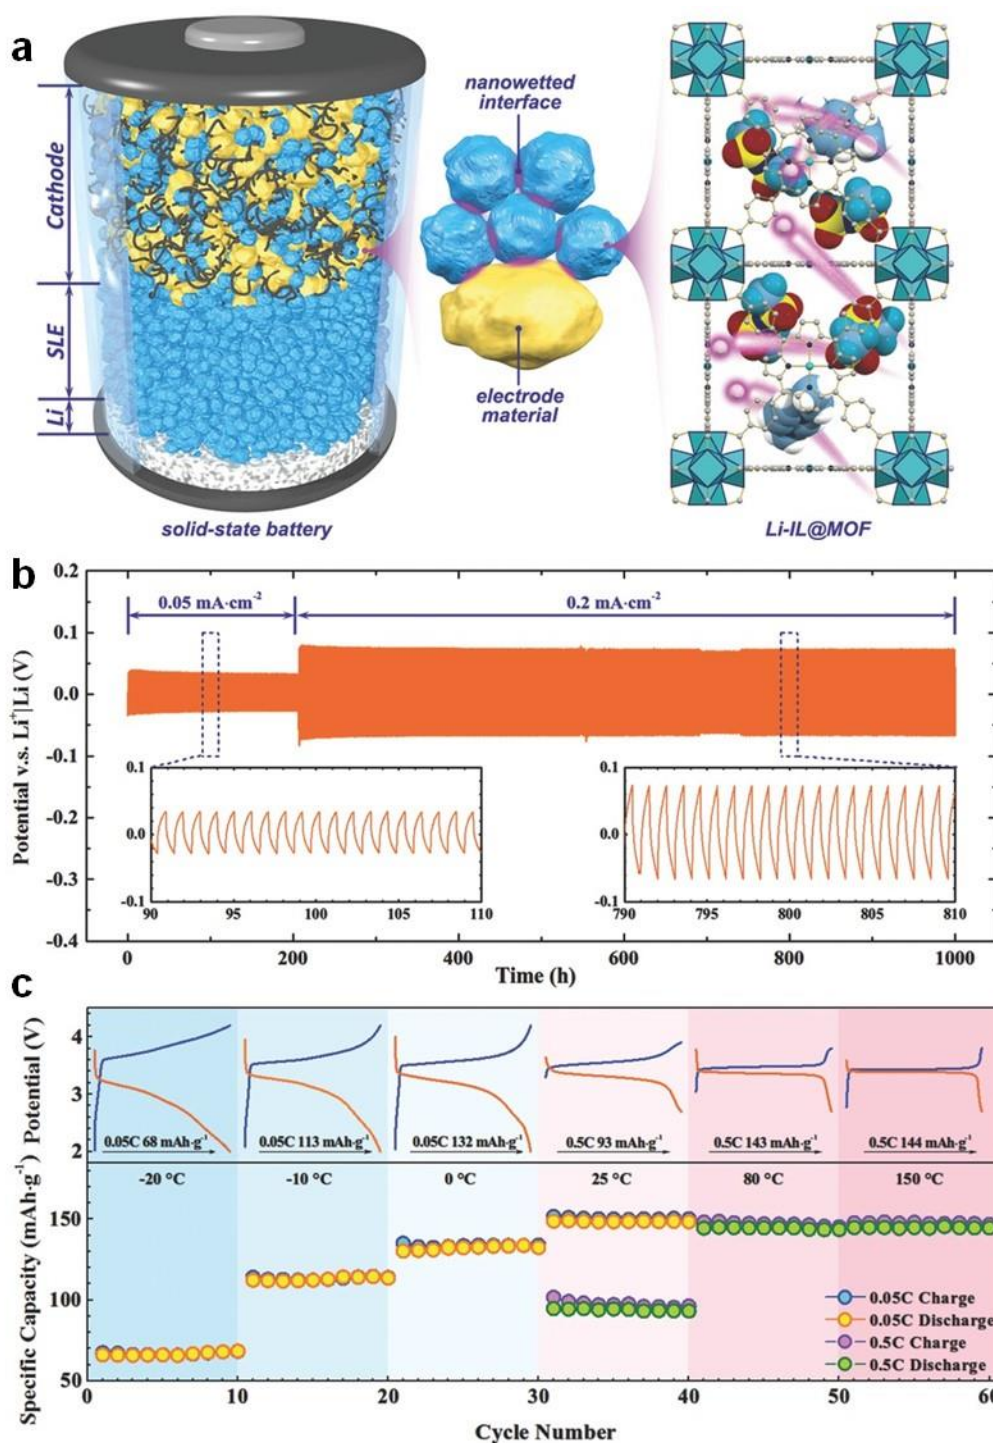 a
nanowetted
interface
Cathode
SLE
Li
electrode
material
solid-state battery
Li-IL@MOF
b
0.2
0.1
0.0
-0.1
-0.2
-0.3
-0.4
Potential v.s. Li⁺|Li (V)
0.05 mA·cm⁻²
0.2 mA·cm⁻²
0.1
0.0
-0.1
90 95 100 105 110
0.1
0.0
-0.1
790 795 800 805 810
0 200 400 600 800 1000
Time (h)
c
Specific Capacity (mAh·g⁻¹) Potential (V)
4
3
2
0.05C 68 mAh·g⁻¹
0.05C 113 mAh·g⁻¹
0.05C 132 mAh·g⁻¹
0.5C 93 mAh·g⁻¹
0.5C 143 mAh·g⁻¹
0.5C 144 mAh·g⁻¹
-20 °C
-10 °C
0 °C
25 °C
80 °C
150 °C
150
100
50
0.05C Charge
0.05C Discharge
0.5C Charge
0.5C Discharge
0 10 20 30 40 50 60
Cycle Number